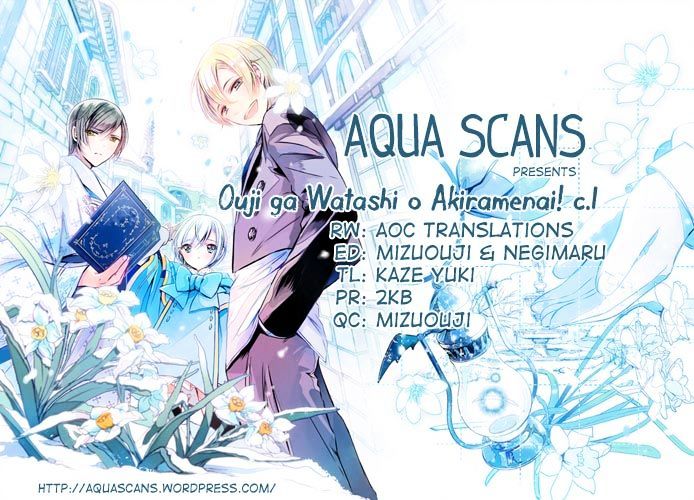 AQUA SCANS
PRESENTS
Ouji ga Watashi o Akiramenai! c.1
RW: AOC TRANSLATIONS
ED: MIZUOUJI & NEGIMARU
TL: KAZE YUKI
PR: 2KB
QC: MIZUOUJI
HTTP://AQUASCANS.WORDPRESS.COM/